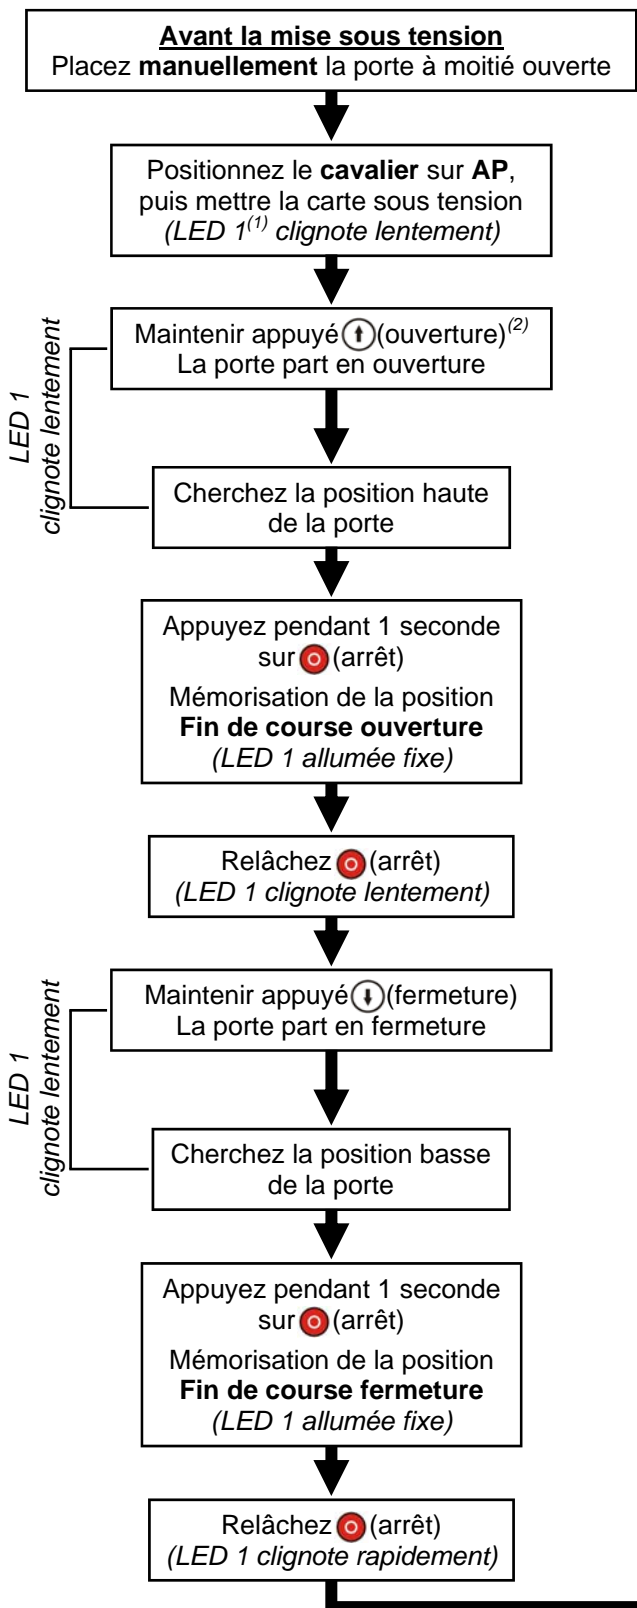 Avant la mise sous tension
Placez manuellement la porte à moitié ouverte
Positionnez le cavalier sur AP,
puis mettre la carte sous tension
(LED 1(1) clignote lentement)
Maintenir appuyé (ouverture)(2)
La porte part en ouverture
LED 1
clignote lentement
Cherchez la position haute
de la porte
Appuyez pendant 1 seconde
sur (arrêt)
Mémorisation de la position
Fin de course ouverture
(LED 1 allumée fixe)
Relâchez (arrêt)
(LED 1 clignote lentement)
Maintenir appuyé (fermeture)
La porte part en fermeture
LED 1
clignote lentement
Cherchez la position basse
de la porte
Appuyez pendant 1 seconde
sur (arrêt)
Mémorisation de la position
Fin de course fermeture
(LED 1 allumée fixe)
Relâchez (arrêt)
(LED 1 clignote rapidement)